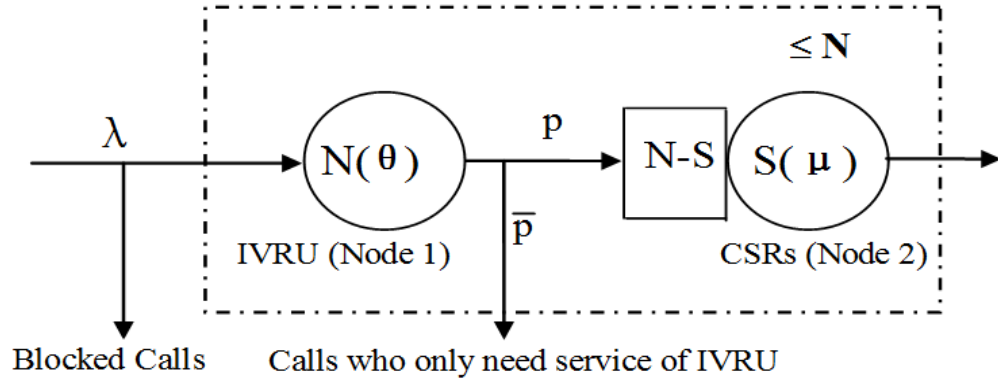 ≤ N
λ
N(θ)
p
N-S
S(μ)
p̅
IVRU (Node 1)
CSRs (Node 2)
Blocked Calls
Calls who only need service of IVRU